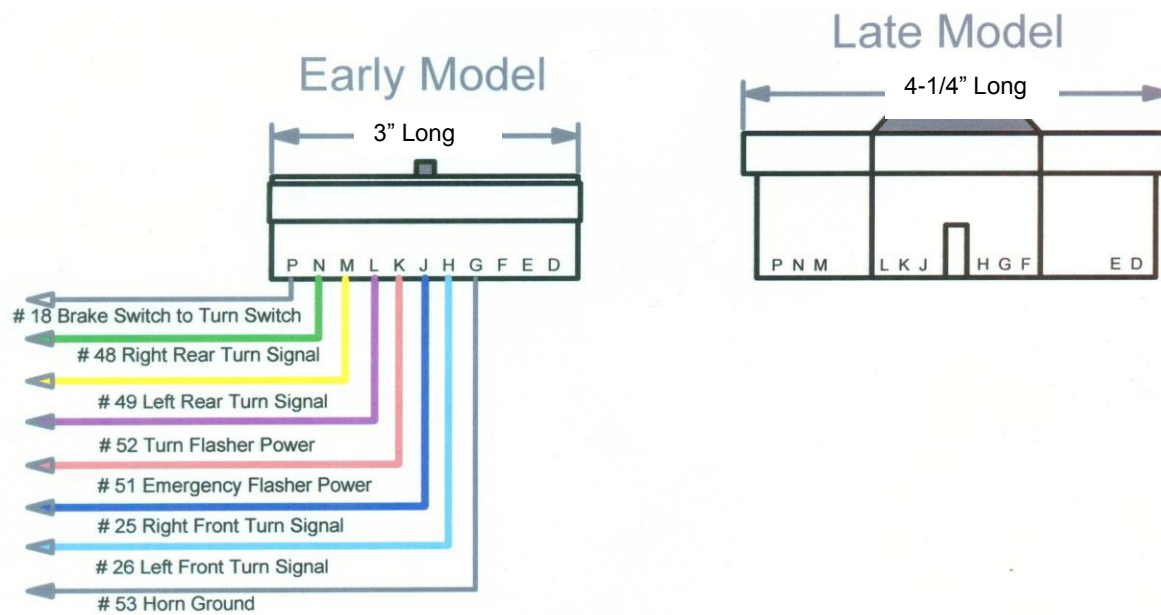 Early Model
3” Long
P N M L K J H G F E D
# 18 Brake Switch to Turn Switch
# 48 Right Rear Turn Signal
# 49 Left Rear Turn Signal
# 52 Turn Flasher Power
# 51 Emergency Flasher Power
# 25 Right Front Turn Signal
# 26 Left Front Turn Signal
# 53 Horn Ground
Late Model
4-1/4” Long
P N M L K J H G F E D